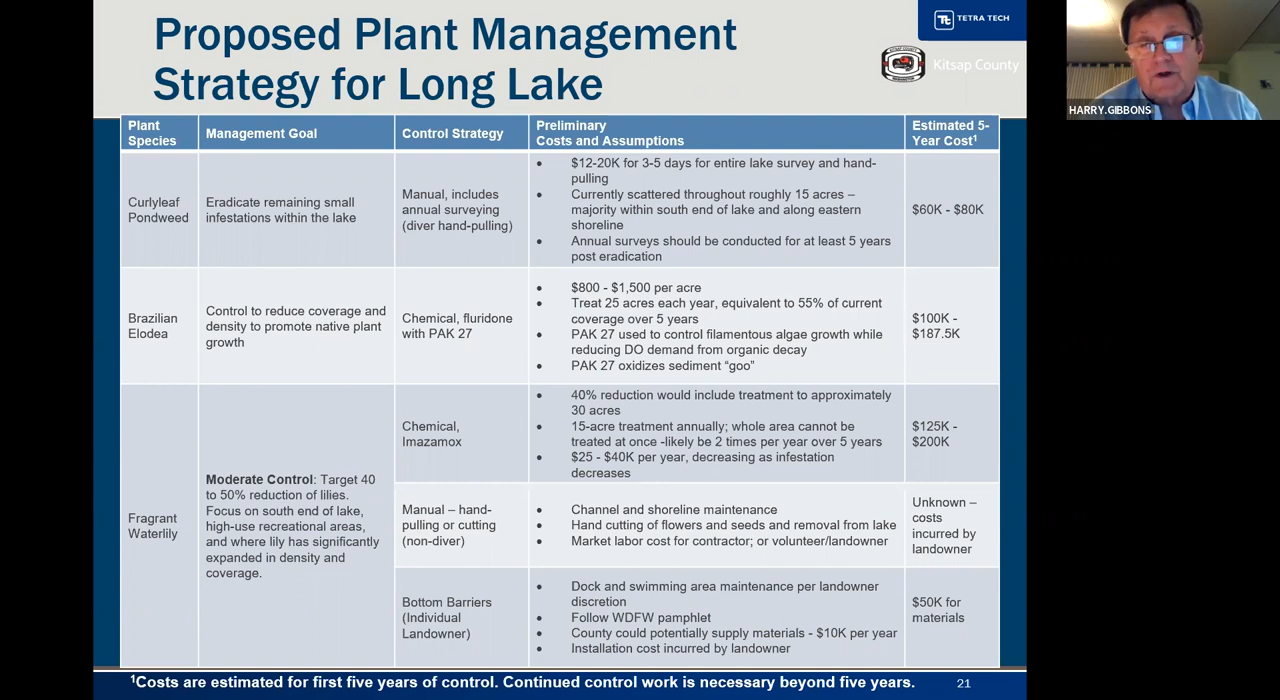 Proposed Plant Management
Strategy for Long Lake
TETRA TECH
Kitsap County
HARRY.GIBBONS
Plant
Species
Management Goal
Control Strategy
Preliminary
Costs and Assumptions
Estimated 5-
Year Cost1
Curlyleaf
Pondweed
Eradicate remaining small
infestations within the lake
Manual, includes
annual surveying
(diver hand-pulling)
• $12-20K for 3-5 days for entire lake survey and hand-
pulling
• Currently scattered throughout roughly 15 acres –
majority within south end of lake and along eastern
shoreline
• Annual surveys should be conducted for at least 5 years
post eradication
$60K - $80K
Brazilian
Elodea
Control to reduce coverage and
density to promote native plant
growth
Chemical, fluridone
with PAK 27
• $800 - $1,500 per acre
• Treat 25 acres each year, equivalent to 55% of current
coverage over 5 years
• PAK 27 used to control filamentous algae growth while
reducing DO demand from organic decay
• PAK 27 oxidizes sediment “goo”
$100K -
$187.5K
Fragrant
Waterlily
Moderate Control: Target 40
to 50% reduction of lilies.
Focus on south end of lake,
high-use recreational areas,
and where lily has significantly
expanded in density and
coverage.
Chemical,
Imazamox
• 40% reduction would include treatment to approximately
30 acres
• 15-acre treatment annually; whole area cannot be
treated at once -likely be 2 times per year over 5 years
• $25 - $40K per year, decreasing as infestation
decreases
$125K -
$200K
Manual – hand-
pulling or cutting
(non-diver)
• Channel and shoreline maintenance
• Hand cutting of flowers and seeds and removal from lake
• Market labor cost for contractor; or volunteer/landowner
Unknown –
costs
incurred by
landowner
Bottom Barriers
(Individual
Landowner)
• Dock and swimming area maintenance per landowner
discretion
• Follow WDFW pamphlet
• County could potentially supply materials - $10K per year
• Installation cost incurred by landowner
$50K for
materials
1Costs are estimated for first five years of control. Continued control work is necessary beyond five years.
21